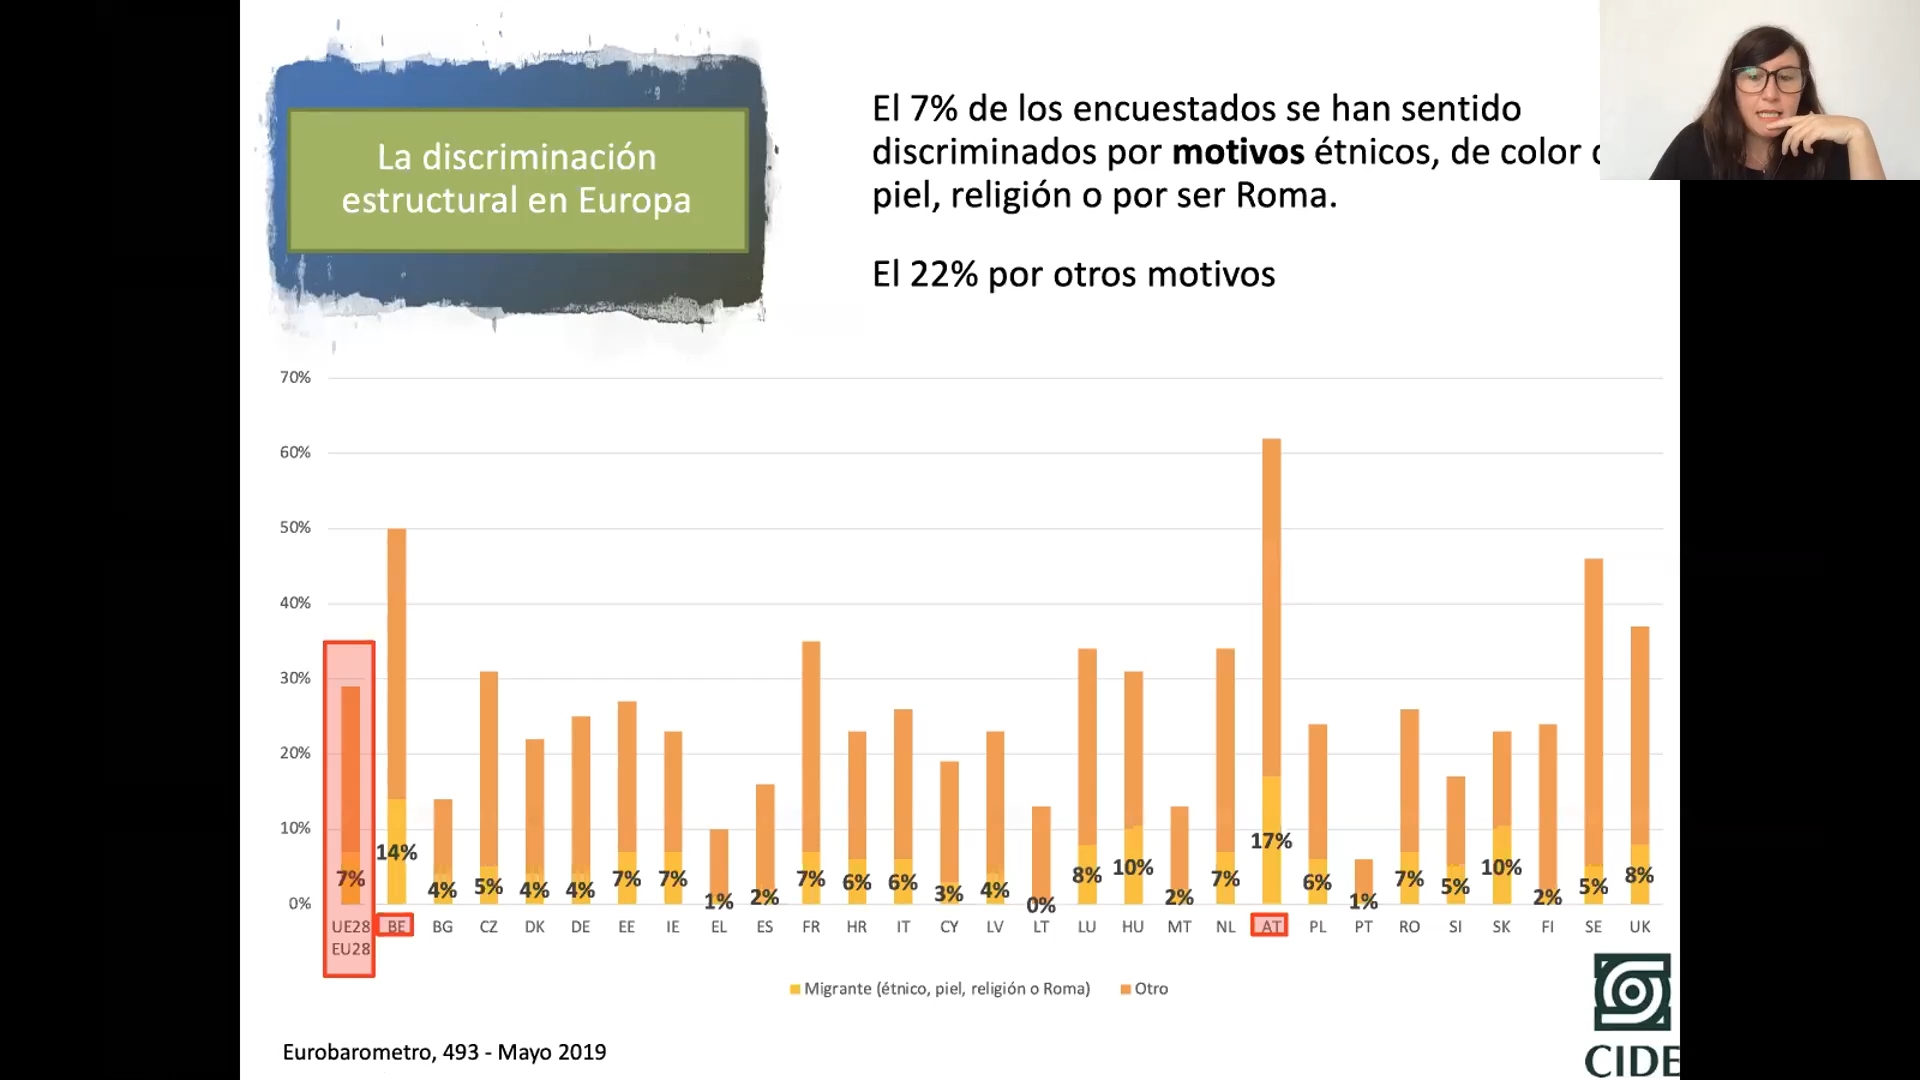 La discriminación
estructural en Europa
El 7% de los encuestados se han sentido
discriminados por motivos étnicos, de color
piel, religión o por ser Roma.
El 22% por otros motivos
70%
60%
50%
40%
30%
20%
10%
0%
7% 14% 4% 5% 4% 4% 7% 7% 1% 2% 7% 6% 6% 3% 4% 0% 8% 10% 2% 7% 17% 6% 1% 7% 5% 10% 2% 5% 8%
UE28 BE BG CZ DK DE EE IE EL ES FR HR IT CY LV LT LU HU MT NL AT PL PT RO SI SK FI SE UK
EU28
Migrante (étnico, piel, religión o Roma) Otro
Eurobarometro, 493 - Mayo 2019
CIDE